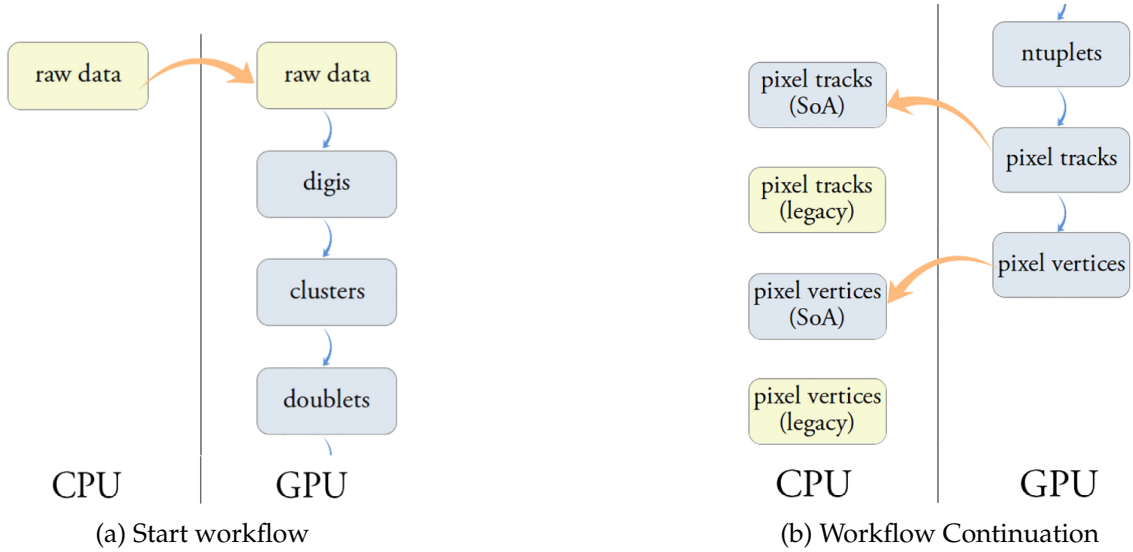 raw data
raw data
digis
clusters
doublets
CPU
GPU
(a) Start workflow
ntuplets
pixel tracks
(SoA)
pixel tracks
pixel tracks
(legacy)
pixel vertices
pixel vertices
(SoA)
pixel vertices
(legacy)
CPU
GPU
(b) Workflow Continuation